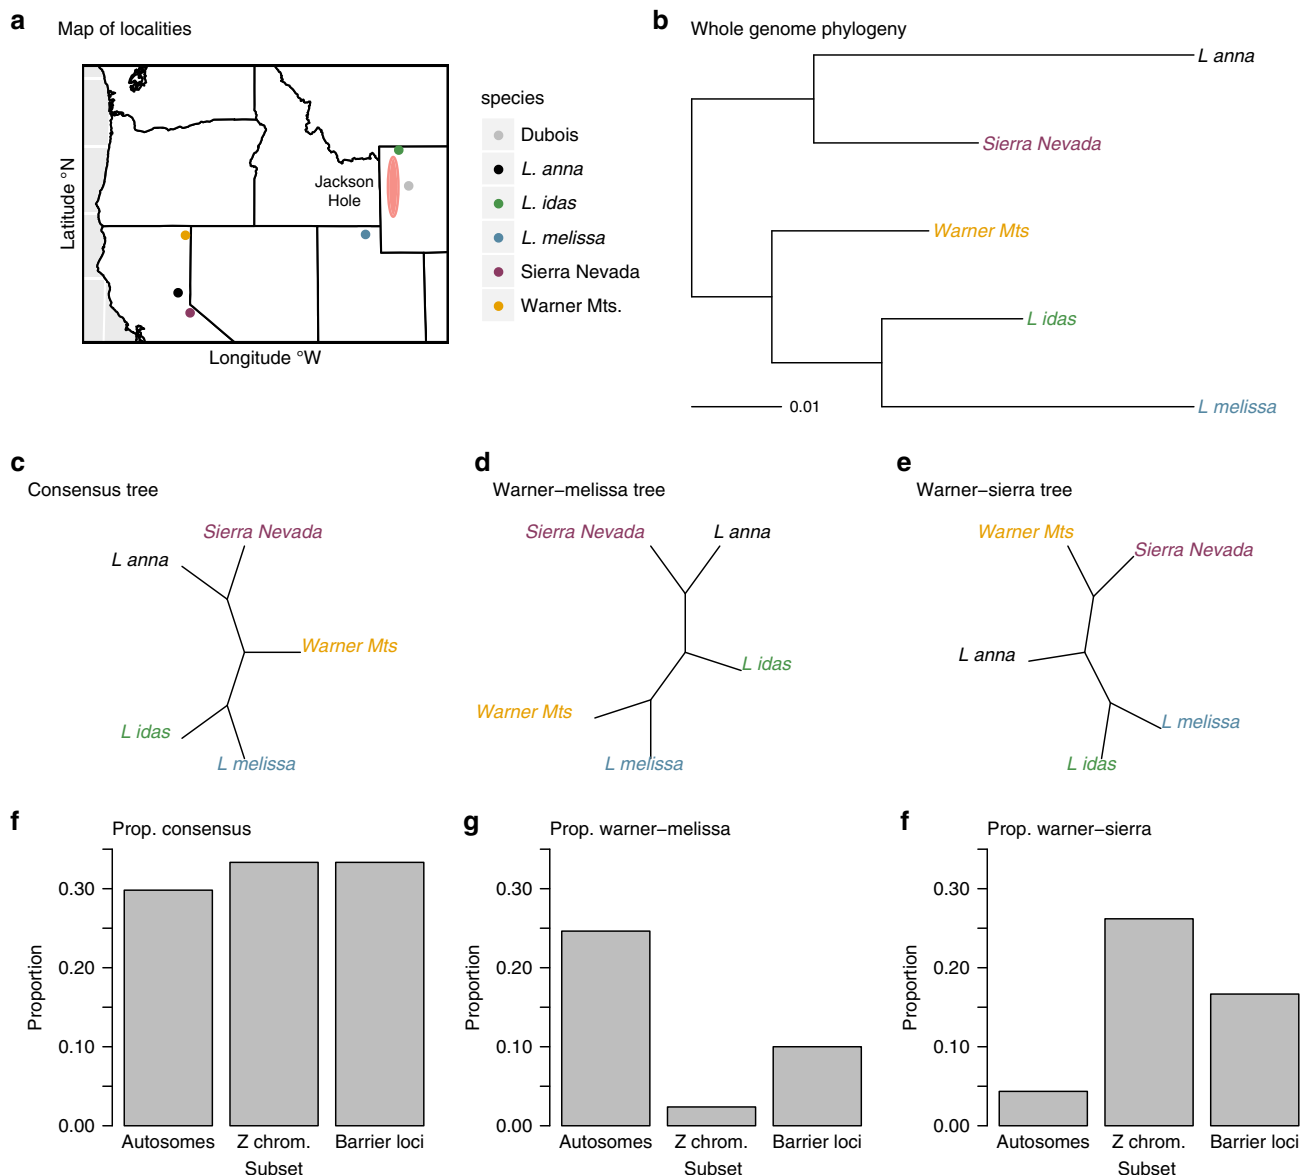 a
Map of localities
Latitude °N
Longitude °W
Jackson
Hole
species
Dubois
L. anna
L. idas
L. melissa
Sierra Nevada
Warner Mts.
b
Whole genome phylogeny
L anna
Sierra Nevada
Warner Mts
L idas
L melissa
0.01
c
Consensus tree
Sierra Nevada
L anna
Warner Mts
L idas
L melissa
d
Warner–melissa tree
Sierra Nevada
L anna
L idas
Warner Mts
L melissa
e
Warner–sierra tree
Warner Mts
Sierra Nevada
L anna
L melissa
L idas
f
Prop. consensus
Proportion
0.30
0.20
0.10
0.00
Autosomes
Z chrom.
Barrier loci
Subset
g
Prop. warner–melissa
Proportion
0.30
0.20
0.10
0.00
Autosomes
Z chrom.
Barrier loci
Subset
f
Prop. warner–sierra
Proportion
0.30
0.20
0.10
0.00
Autosomes
Z chrom.
Barrier loci
Subset